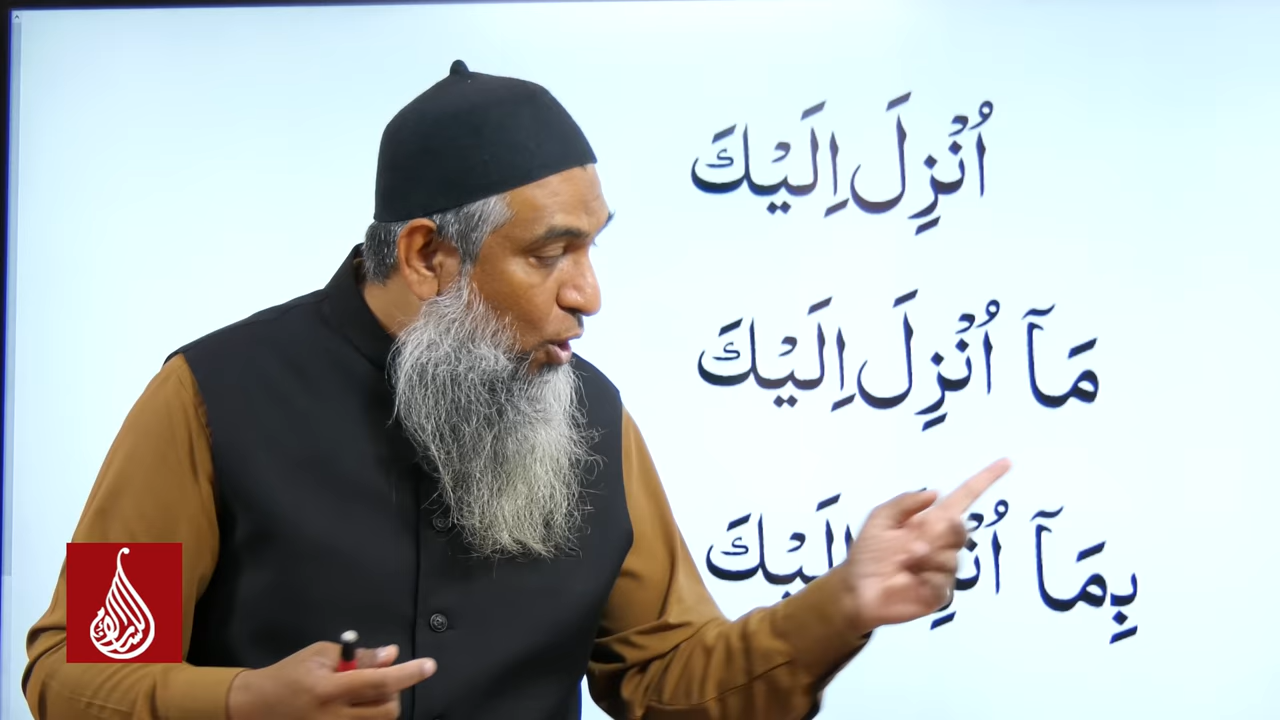 اُنْزِلَ اِلَيْكَ
مَآ اُنْزِلَ اِلَيْكَ
بِمَآ